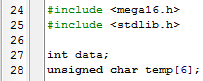 24 #include <mega16.h>
25 #include <stdlib.h>
26
27 int data;
28 unsigned char temp[6];